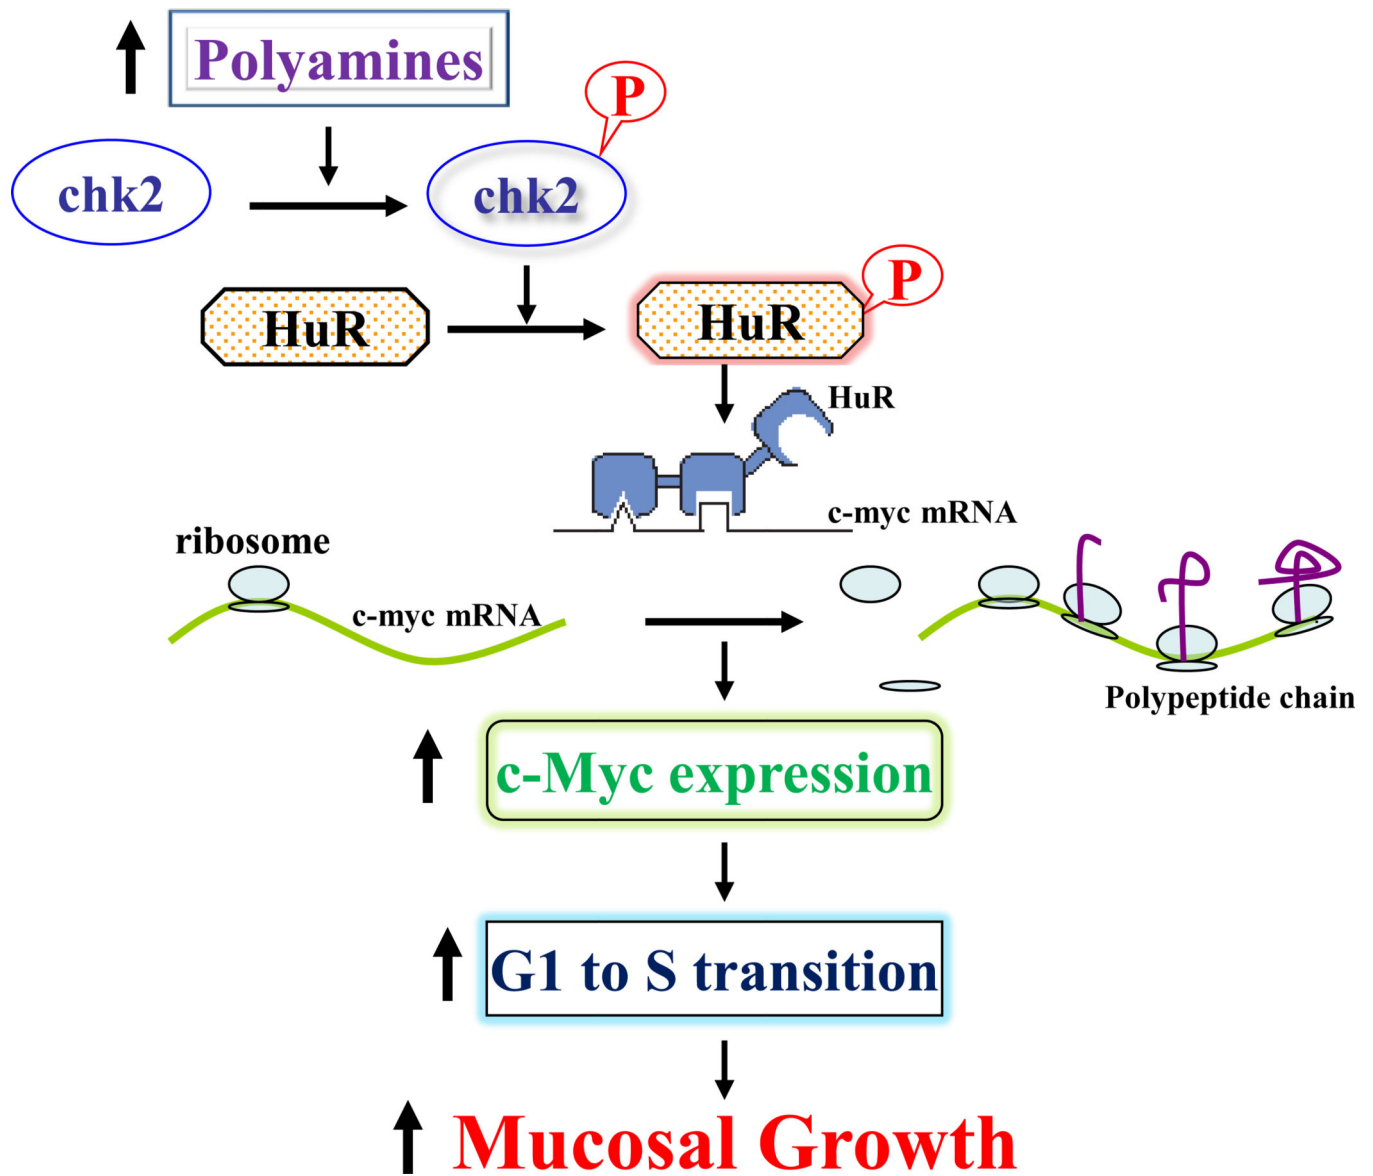 Polyamines
P
chk2
chk2
P
HuR
HuR
HuR
c-myc mRNA
ribosome
c-myc mRNA
Polypeptide chain
c-Myc expression
G1 to S transition
Mucosal Growth